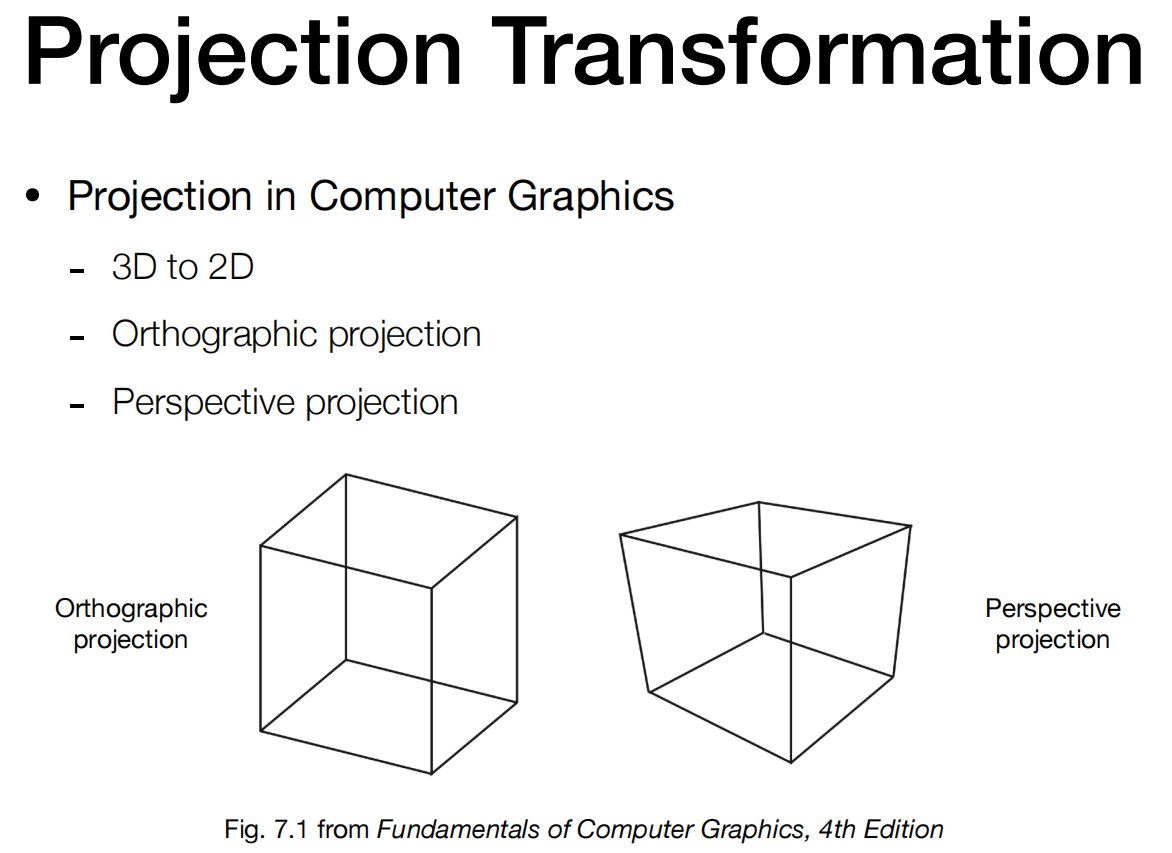 Projection Transformation
• Projection in Computer Graphics
- 3D to 2D
- Orthographic projection
- Perspective projection
Orthographic
projection
Perspective
projection
Fig. 7.1 from Fundamentals of Computer Graphics, 4th Edition